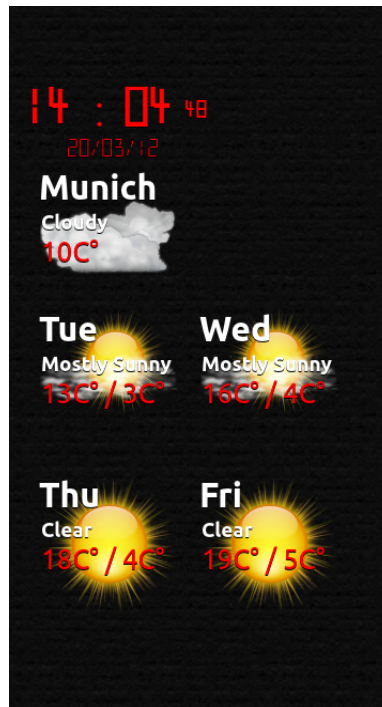 14 : 04 48
20/03/12
Munich
Cloudy
10C°
Tue Wed
Mostly Sunny Mostly Sunny
13C° / 3C° 16C° / 4C°
Thu Fri
Clear Clear
18C° / 4C° 19C° / 5C°